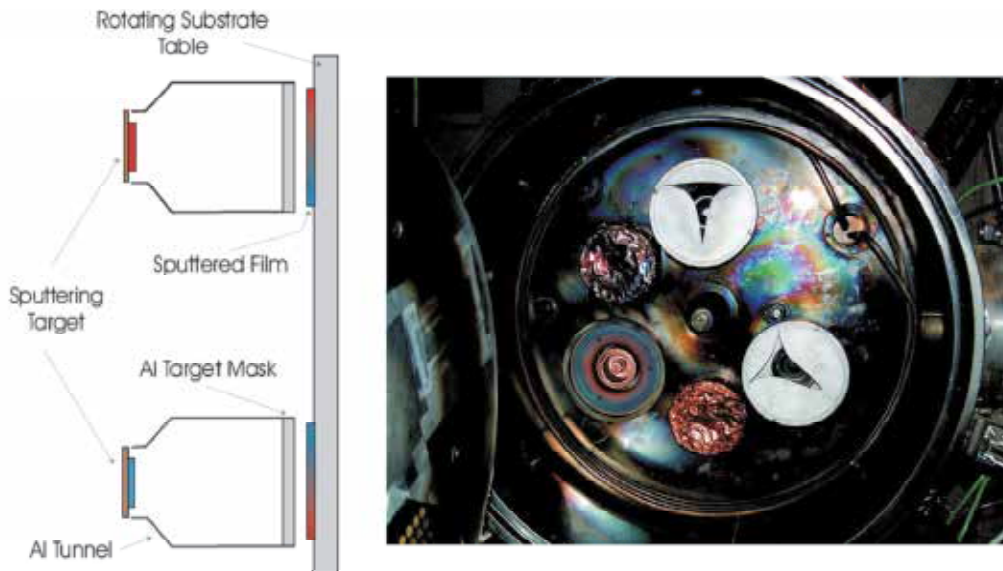 Rotating Substrate
Table
Sputtered Film
Sputtering
Target
Al Target Mask
Al Tunnel